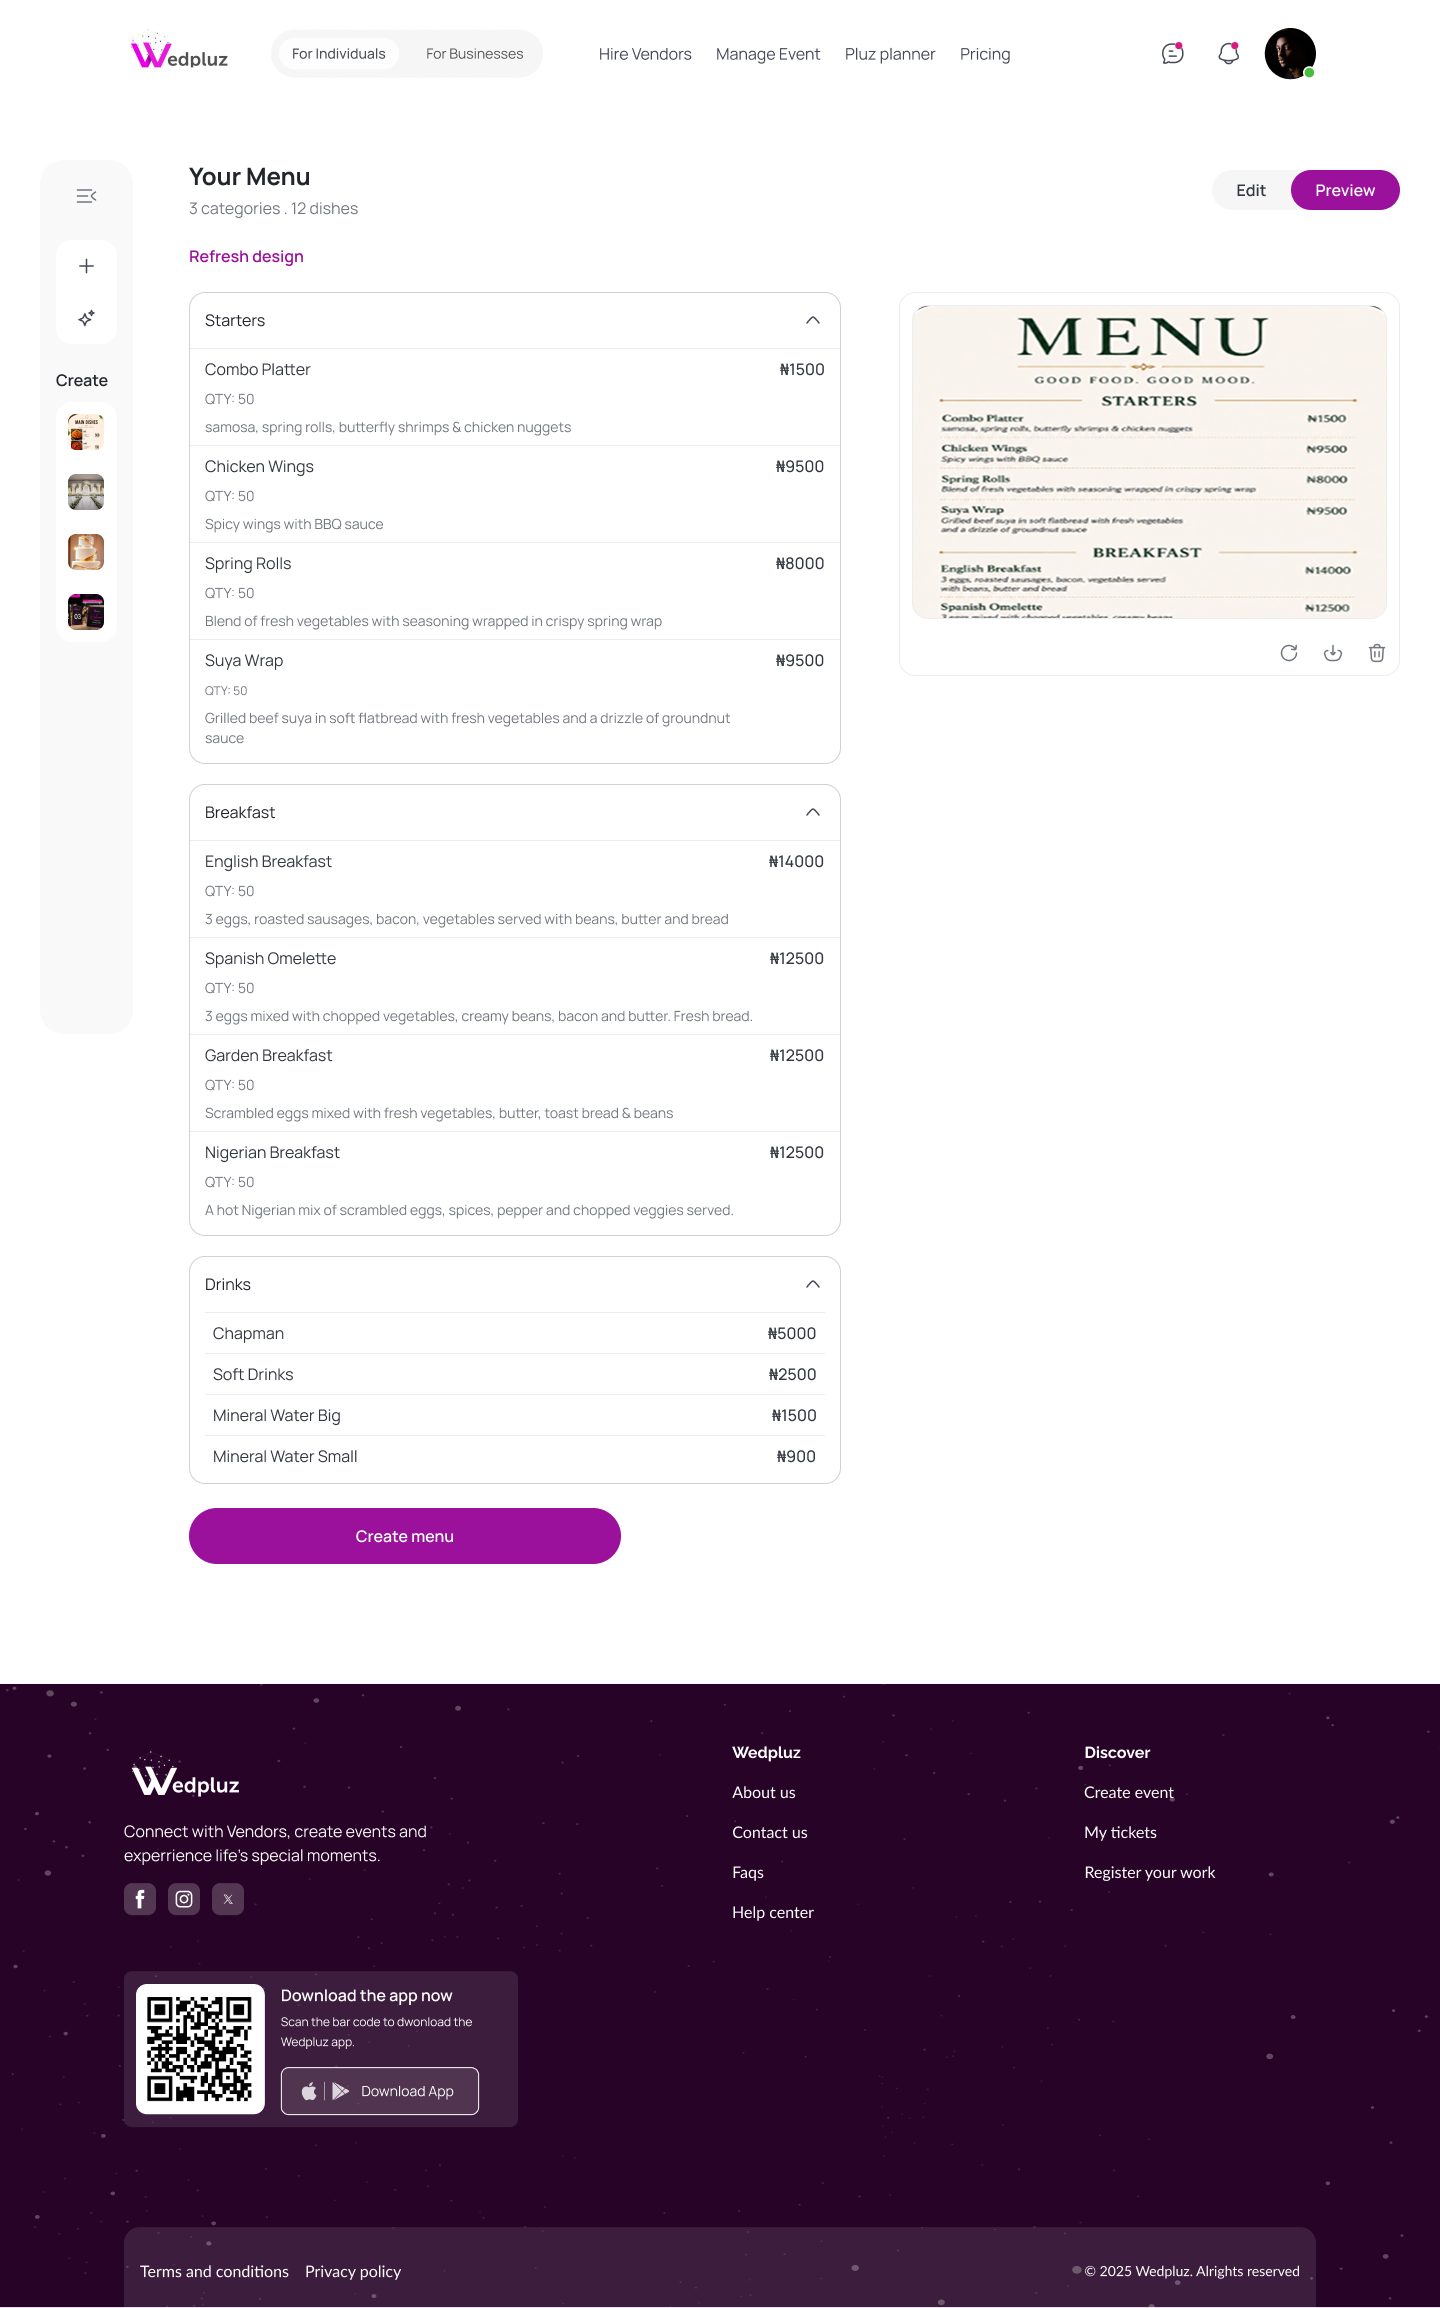 Wedpluz
For Individuals
For Businesses
Hire Vendors
Manage Event
Pluz planner
Pricing
Your Menu
3 categories . 12 dishes
Edit
Preview
Refresh design
Create
MAIN DISHES
03
Starters
Combo Platter
₦1500
QTY: 50
samosa, spring rolls, butterfly shrimps & chicken nuggets
Chicken Wings
₦9500
QTY: 50
Spicy wings with BBQ sauce
Spring Rolls
₦8000
QTY: 50
Blend of fresh vegetables with seasoning wrapped in crispy spring wrap
Suya Wrap
₦9500
QTY: 50
Grilled beef suya in soft flatbread with fresh vegetables and a drizzle of groundnut
sauce
MENU
GOOD FOOD. GOOD MOOD.
STARTERS
Combo Platter
₦1500
samosa, spring rolls, butterfly shrimps & chicken nuggets
Chicken Wings
₦9500
Spicy wings with BBQ sauce
Spring Rolls
₦8000
Blend of fresh vegetables with seasoning wrapped in crispy spring wrap
Suya Wrap
₦9500
Grilled beef suya in soft flatbread with fresh vegetables
and a drizzle of groundnut sauce
BREAKFAST
English Breakfast
₦14000
3 eggs, roasted sausages, bacon, vegetables served
with beans, butter and bread
Spanish Omelette
₦12500
3 eggs mixed with chopped vegetables, creamy beans
Breakfast
English Breakfast
₦14000
QTY: 50
3 eggs, roasted sausages, bacon, vegetables served with beans, butter and bread
Spanish Omelette
₦12500
QTY: 50
3 eggs mixed with chopped vegetables, creamy beans, bacon and butter. Fresh bread.
Garden Breakfast
₦12500
QTY: 50
Scrambled eggs mixed with fresh vegetables, butter, toast bread & beans
Nigerian Breakfast
₦12500
QTY: 50
A hot Nigerian mix of scrambled eggs, spices, pepper and chopped veggies served.
Drinks
Chapman
₦5000
Soft Drinks
₦2500
Mineral Water Big
₦1500
Mineral Water Small
₦900
Create menu
Wedpluz
Connect with Vendors, create events and
experrience life's special moments.
Download the app now
Scan the bar code to dwonload the
Wedpluz app.
Download App
Wedpluz
About us
Contact us
Faqs
Help center
Discover
Create event
My tickets
Register your work
Terms and conditions
Privacy policy
© 2025 Wedpluz. Alrights reserved